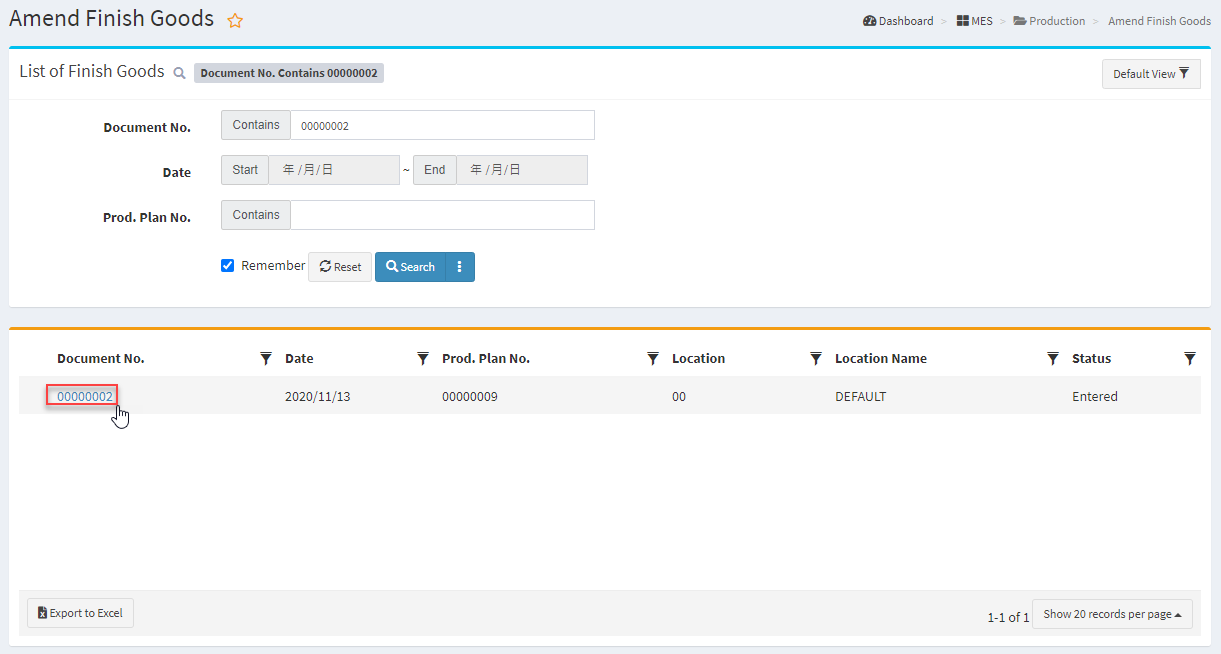 Amend Finish Goods
Dashboard > MES > Production > Amend Finish Goods
List of Finish Goods Document No. Contains 00000002 Default View
Document No. Contains 00000002
Date Start 年 /月/日 ~ End 年 /月/日
Prod. Plan No. Contains
Remember Reset Search
Document No. Date Prod. Plan No. Location Location Name Status
00000002 2020/11/13 00000009 00 DEFAULT Entered
Export to Excel 1-1 of 1 Show 20 records per page